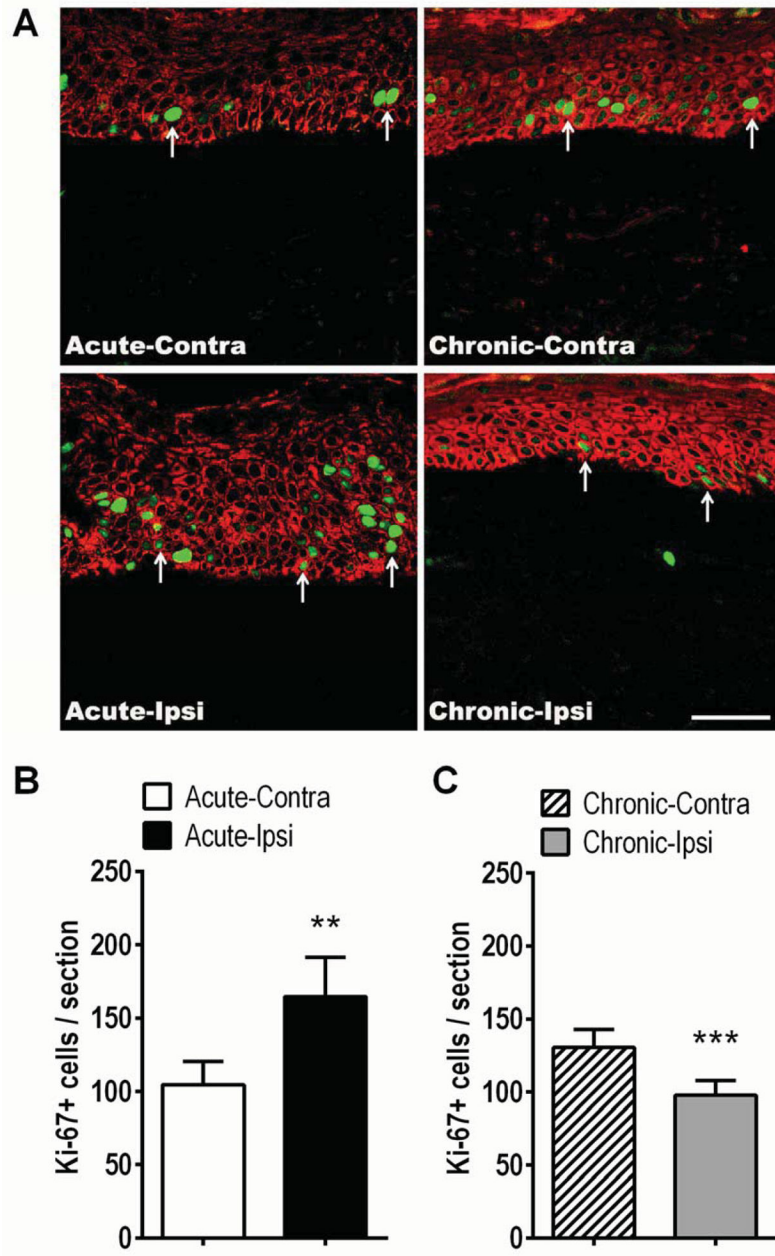 A
Acute-Contra
Chronic-Contra
Acute-Ipsi
Chronic-Ipsi
B
Acute-Contra
Acute-Ipsi
Ki-67+ cells / section
250
200
150
100
50
0
**
C
Chronic-Contra
Chronic-Ipsi
Ki-67+ cells / section
250
200
150
100
50
0
***